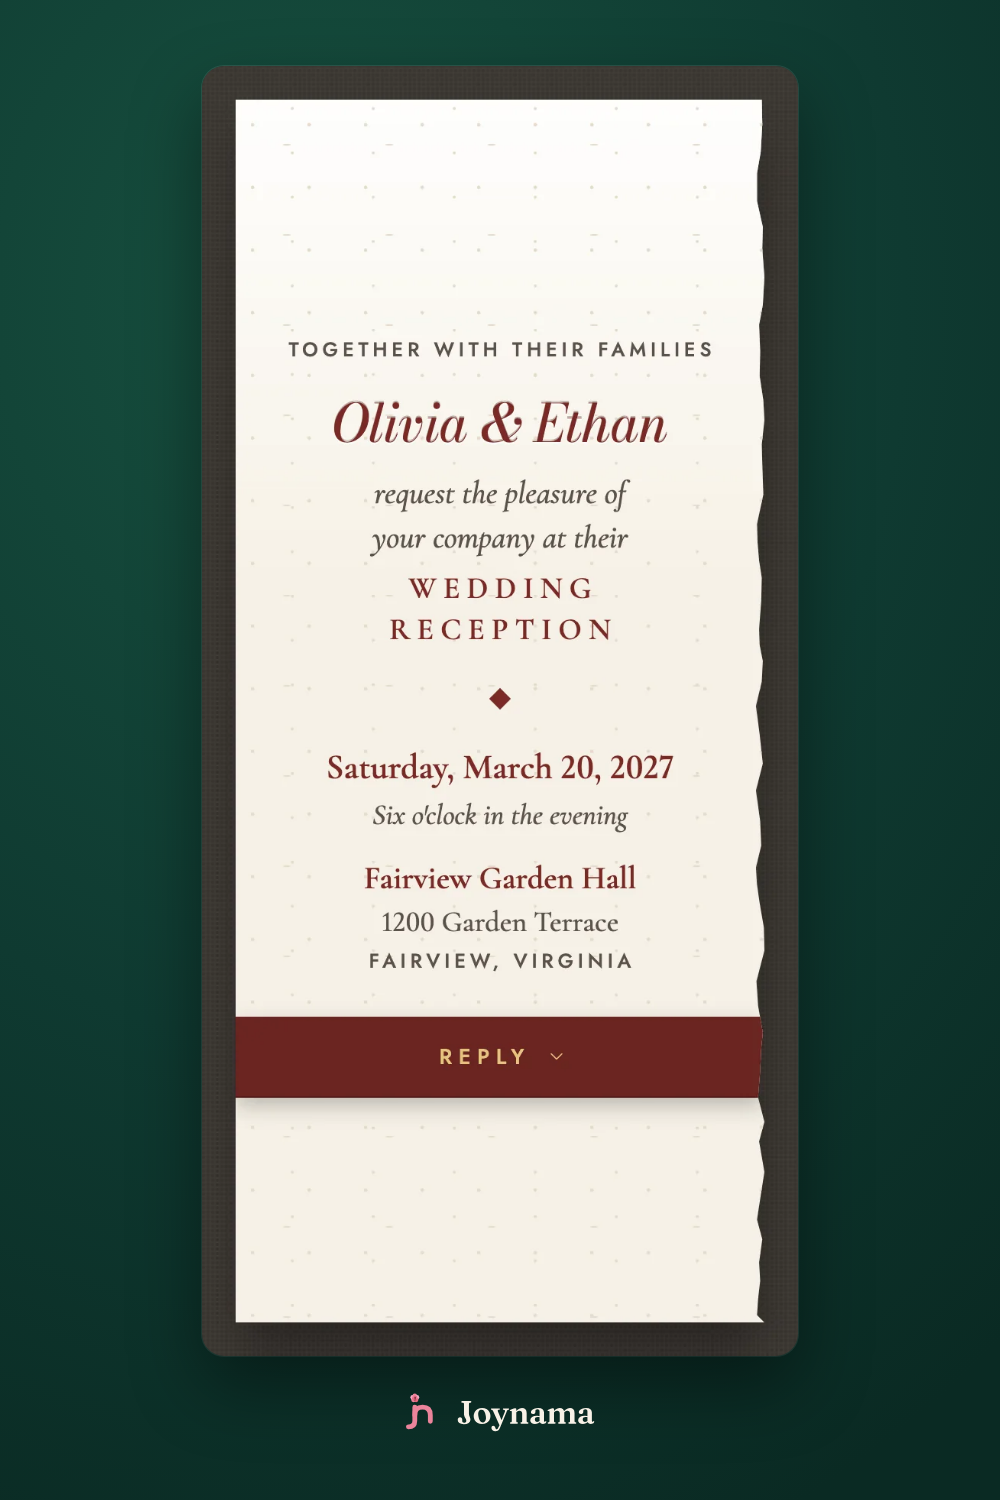 TOGETHER WITH THEIR FAMILIES
Olivia & Ethan
request the pleasure of
your company at their
WEDDING
RECEPTION
Saturday, March 20, 2027
Six o'clock in the evening
Fairview Garden Hall
1200 Garden Terrace
FAIRVIEW, VIRGINIA
REPLY
Joynama